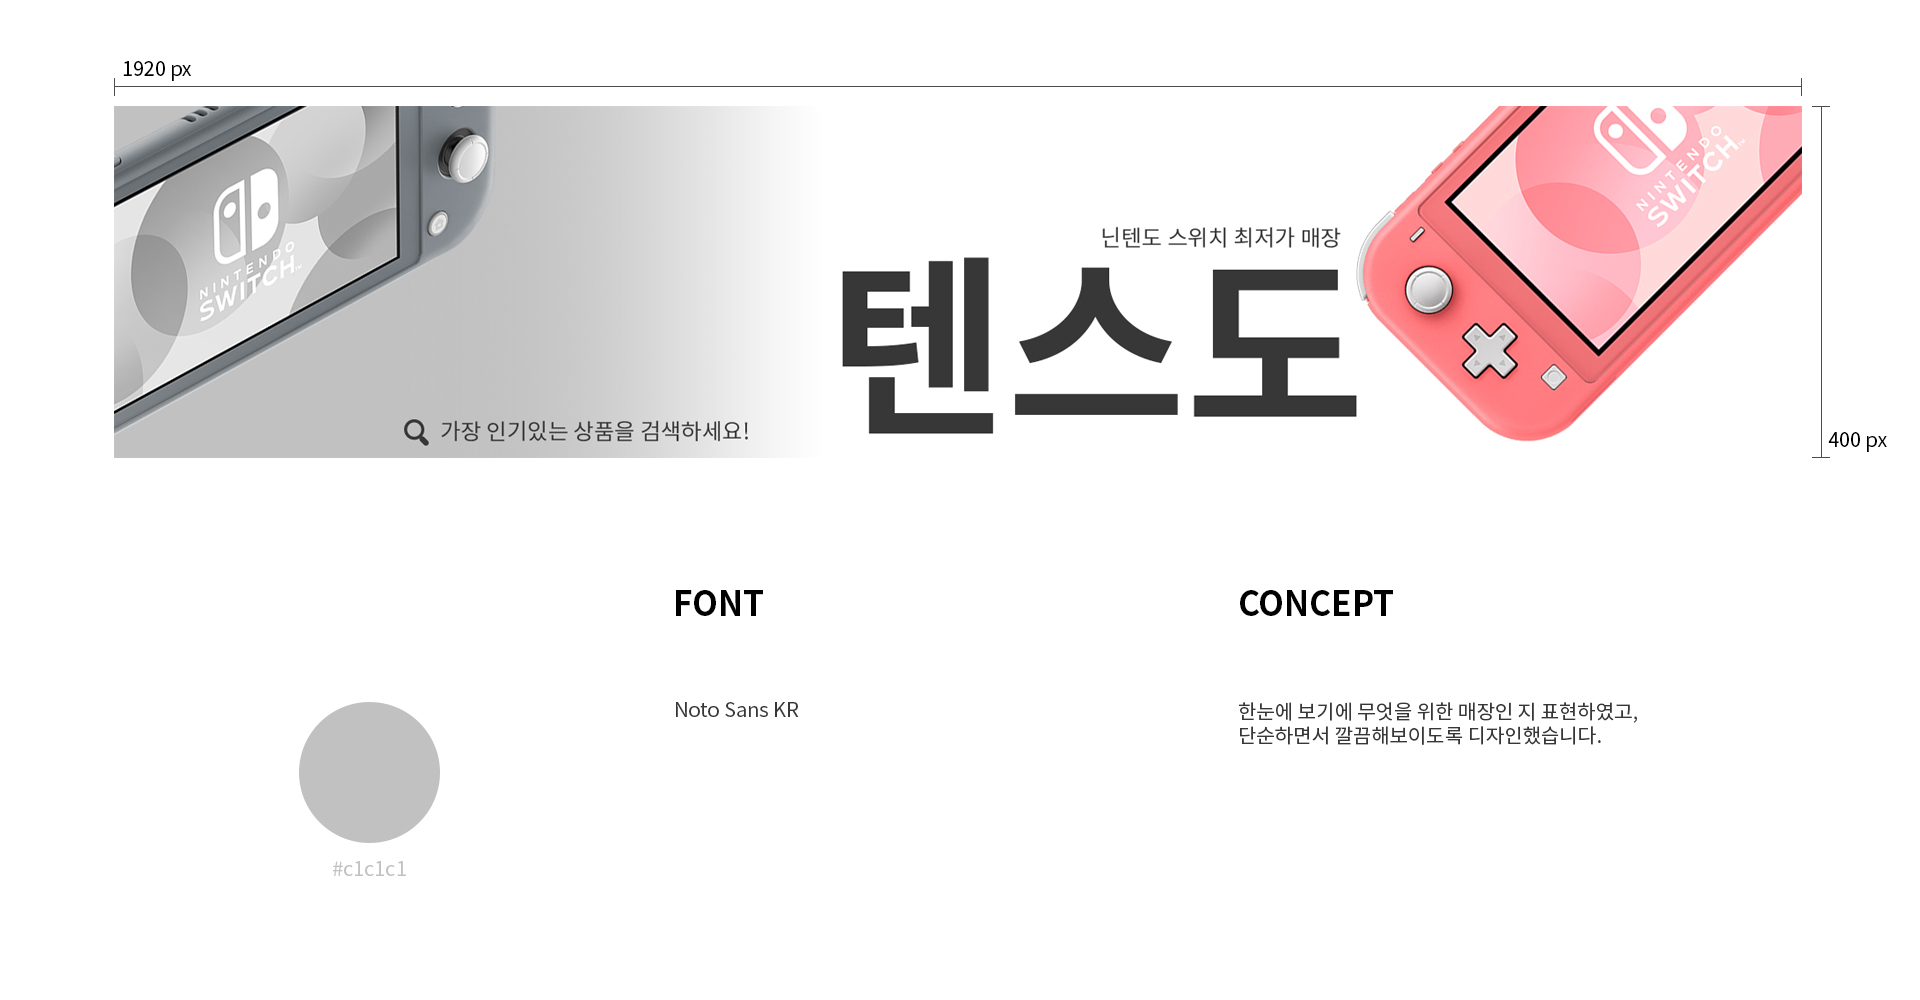 1920 px
NINTENDO
SWITCH
NINTENDO
SWITCH
닌텐도 스위치 최저가 매장
텐스도
가장 인기있는 상품을 검색하세요!
400 px
FONT
CONCEPT
Noto Sans KR
한눈에 보기에 무엇을 위한 매장인 지 표현하였고,
단순하면서 깔끔해보이도록 디자인했습니다.
#c1c1c1